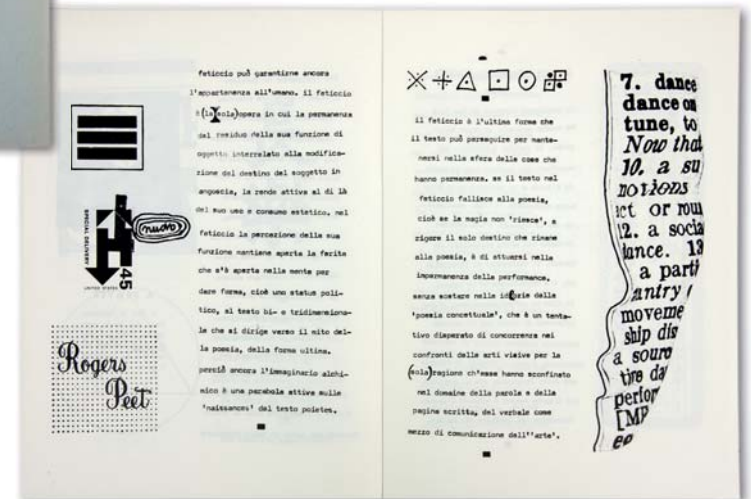 feticcio può garantirne ancora
l'appartenenza all'umano. il feticcio
è (la sola) opera in cui la permanenza
del residuo della sua funzione di
oggetto interrelato alla modifica-
zione del destino del soggetto in
angoscia, la rende attiva al di là
del suo uso e consumo estetico. nel
feticcio la percezione della sua
funzione mantiene aperta la ferita
che s'è aperta nella mente per
dare forma, cioè uno status poli-
tico, al testo bi- o tridimensiona-
le che si dirige verso il mito del-
la poesia, della forma ultima.
perciò ancora l'immaginario alchi-
mico è una parabola attiva sulle
'naissances' del testo poietes.
nuovo
SPECIAL DELIVERY
45
UNITED STATES
Rogers
Peet
il feticcio è l'ultima forma che
il testo può perseguire per mante-
nersi nella sfera delle cose che
hanno permanenza. se il testo nel
feticcio fallisce alla poesia,
cioè se la magia non 'riesce', a
rigore il solo destino che rimane
alla poesia, è di attuarsi nella
impermanenza della performance.
senza sostare nella idiozie della
'poesia concettuale', che è un tenta-
tivo disperato di concorrenza nei
confronti delle arti visive per la
(sola) ragione ch'esse hanno sconfinato
nel dominio della parola e della
pagina scritta, del verbale come
mezzo di comunicazione dell''arte'.
7. dance
dance on
tune, to
Now that
10. a su
notions
act or rou
12. a socia
dance. 13
a parti
antry
moveme
ship dis
a sourc
tire da
perfor
[MP